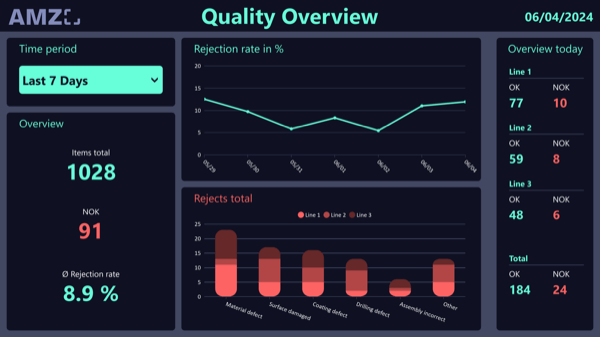 AMZ
Quality Overview
06/04/2024
Time period
Last 7 Days
Overview
Items total
1028
NOK
91
Ø Rejection rate
8.9 %
Rejection rate in %
20
15
10
5
0
05/29
05/30
05/31
06/01
06/02
06/03
06/04
Rejects total
Line 1 Line 2 Line 3
25
20
15
10
5
0
Material defect
Surface damaged
Coating defect
Drilling defect
Assembly incorrect
Other
Overview today
Line 1
OK NOK
77 10
Line 2
OK NOK
59 8
Line 3
OK NOK
48 6
Total
OK NOK
184 24